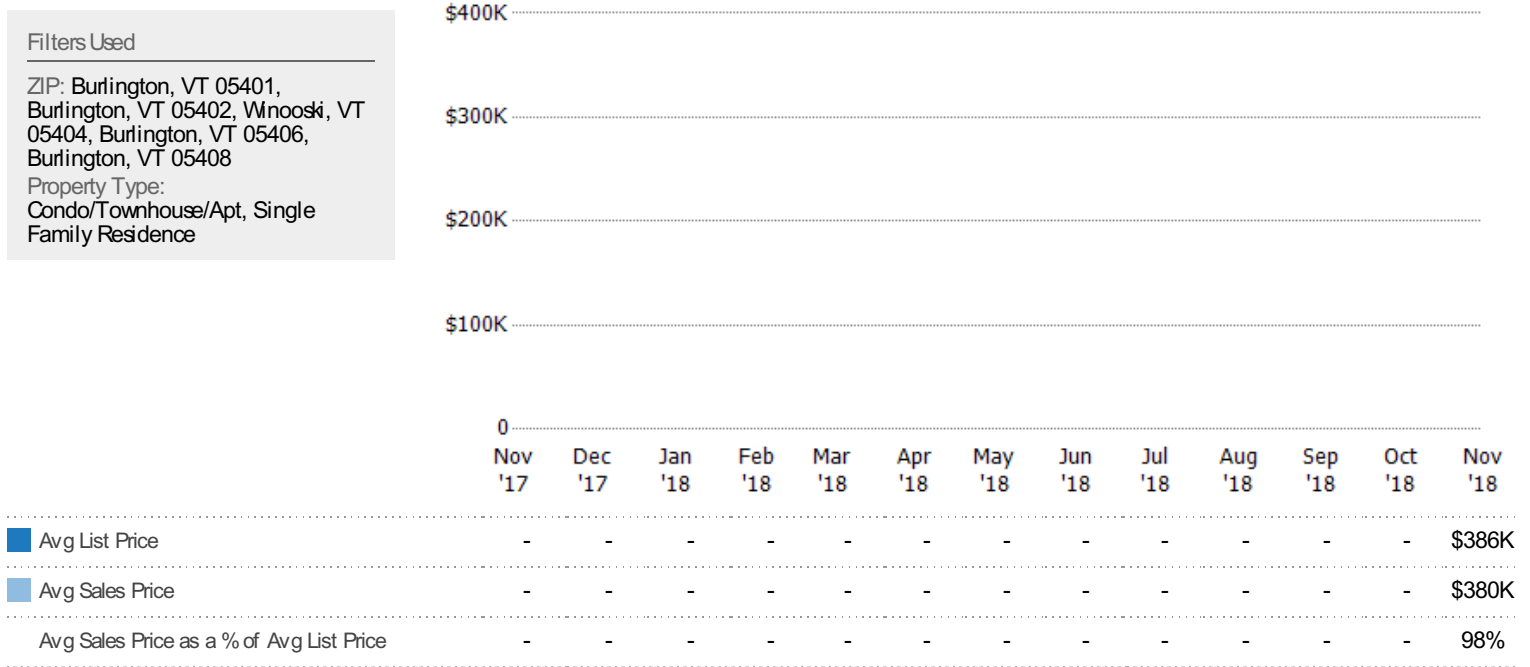 Filters Used
ZIP: Burlington, VT 05401,
Burlington, VT 05402, Winooski, VT
05404, Burlington, VT 05406,
Burlington, VT 05408
Property Type:
Condo/Townhouse/Apt, Single
Family Residence
$400K
$300K
$200K
$100K
0
Nov Dec Jan Feb Mar Apr May Jun Jul Aug Sep Oct Nov
'17 '17 '18 '18 '18 '18 '18 '18 '18 '18 '18 '18 '18
Avg List Price - - - - - - - - - - - - $386K
Avg Sales Price - - - - - - - - - - - - $380K
Avg Sales Price as a % of Avg List Price - - - - - - - - - - - - 98%